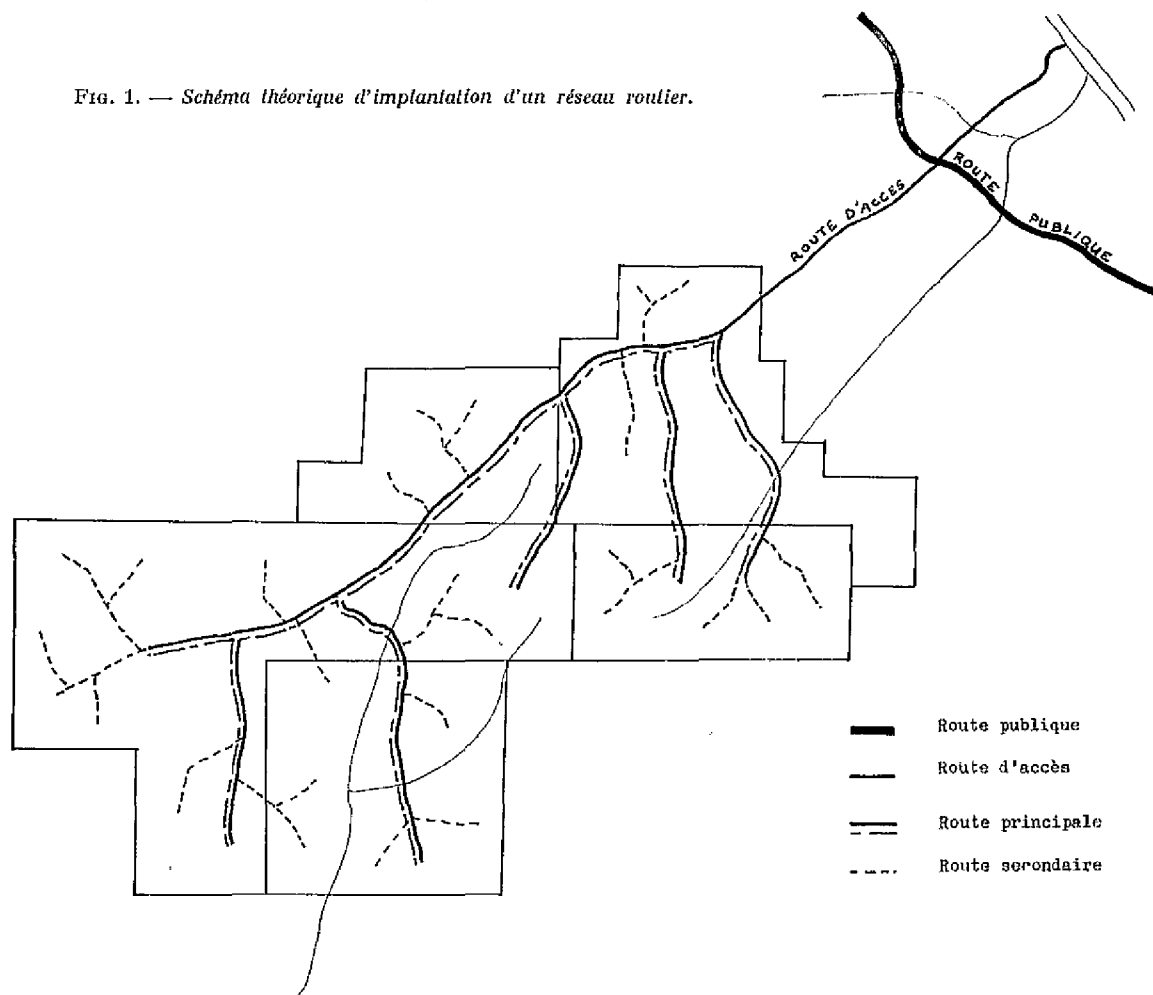 FIG. 1. — Schéma théorique d'implantation d'un réseau routier.
ROUTE PUBLIQUE
ROUTE D'ACCES
Route publique
Route d'accès
Route principale
Route secondaire